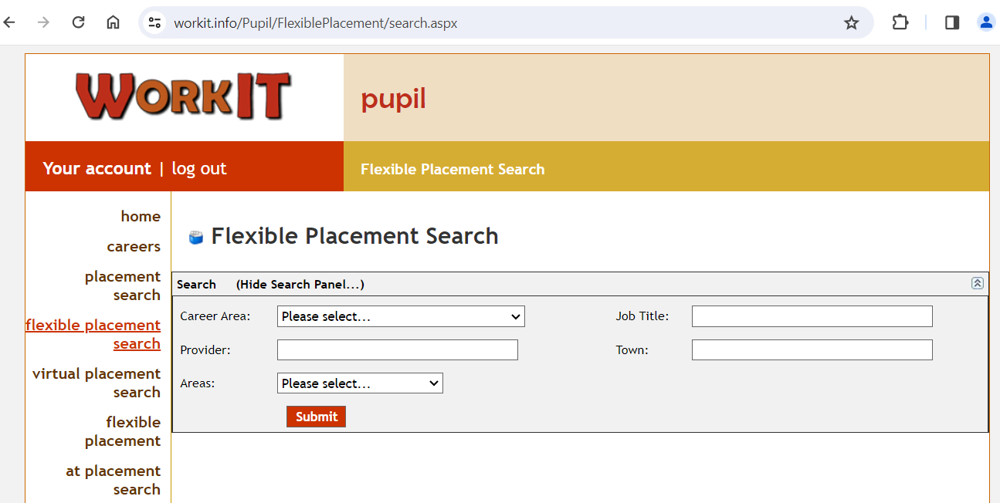 workit.info/Pupil/FlexiblePlacement/search.aspx
WORKIT
pupil
Your account | log out
Flexible Placement Search
home
careers
placement
search
flexible placement
search
virtual placement
search
flexible
placement
at placement
search
Flexible Placement Search
Search (Hide Search Panel...)
Career Area: Please select... Job Title:
Provider: Town:
Areas: Please select...
Submit